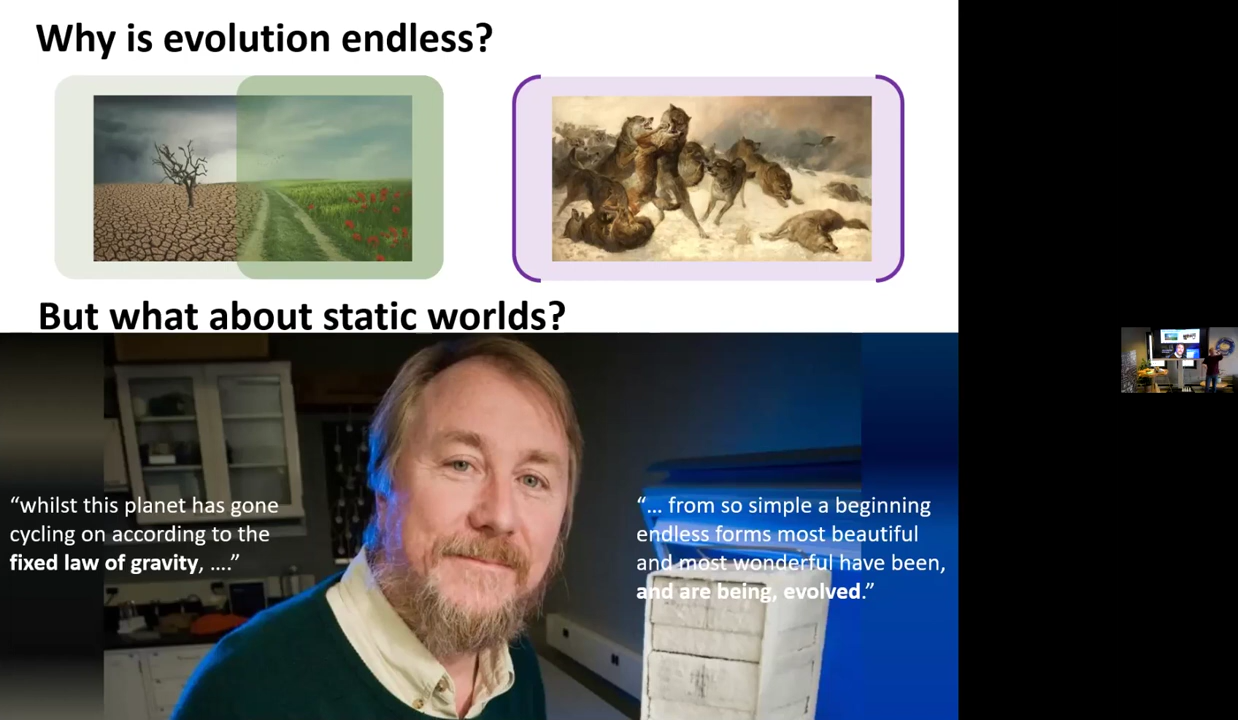 Why is evolution endless?
But what about static worlds?
“whilst this planet has gone
cycling on according to the
fixed law of gravity, ….”
“… from so simple a beginning
endless forms most beautiful
and most wonderful have been,
and are being, evolved.”